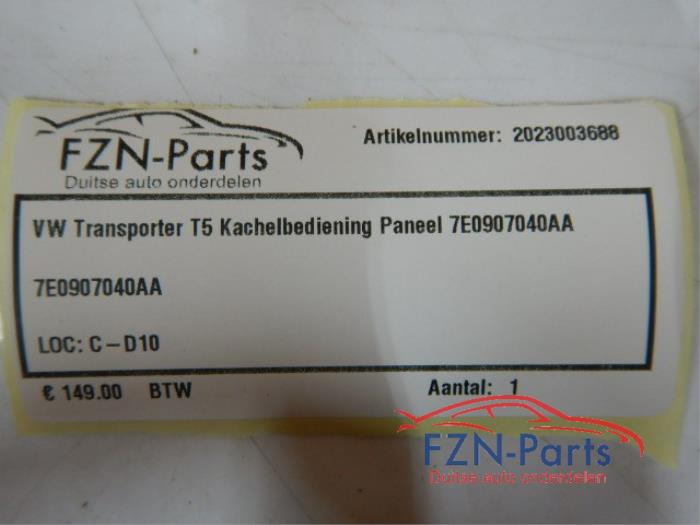 FZN-Parts
Duitse auto onderdelen
Artikelnummer: 2023003688
VW Transporter T5 Kachelbediening Paneel 7E0907040AA
7E0907040AA
LOC: C-D10
€ 149.00 BTW
Aantal: 1
FZN-Parts
Duitse auto onderdelen